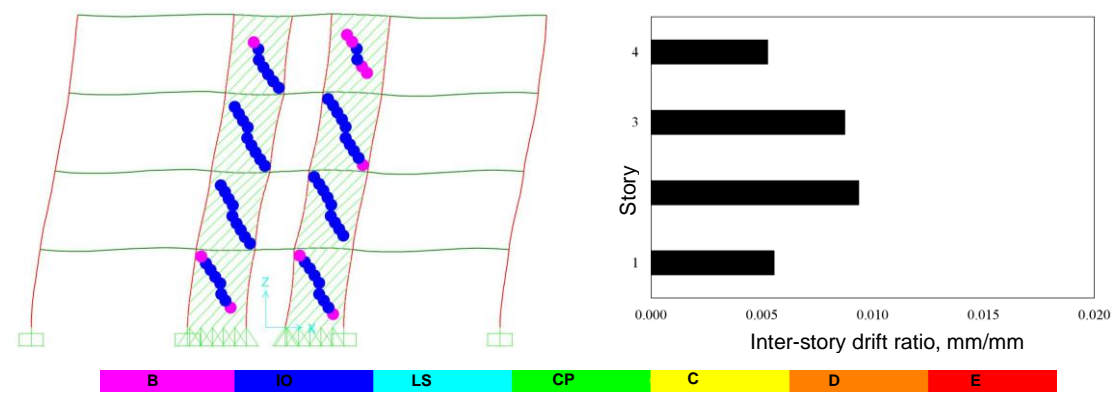 Z
X
Story
4
3
1
0.000 0.005 0.010 0.015 0.020
Inter-story drift ratio, mm/mm
B IO LS CP C D E